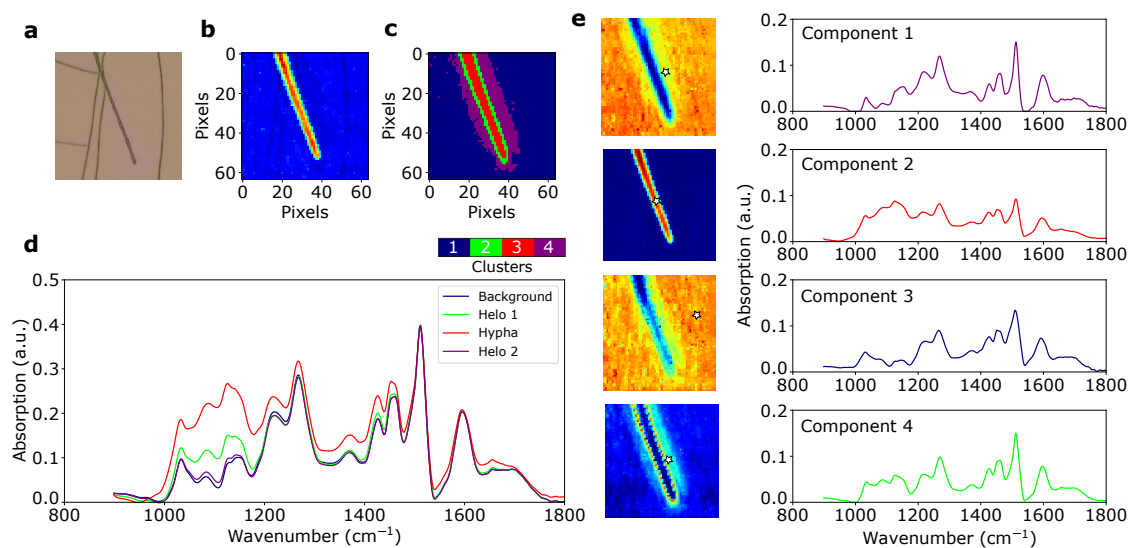 a
b
0
20
40
60
Pixels
0 20 40 60
Pixels
c
0
20
40
60
Pixels
0 20 40 60
Pixels
d
1 2 3 4
Clusters
0.5
0.4
0.3
0.2
0.1
0.0
Absorption (a.u.)
Background
Helo 1
Hypha
Helo 2
800 1000 1200 1400 1600 1800
Wavenumber (cm⁻¹)
e
Absorption (a.u.)
0.2
0.1
0.0
Component 1
800 1000 1200 1400 1600 1800
0.2
0.1
0.0
Component 2
800 1000 1200 1400 1600 1800
0.2
0.1
0.0
Component 3
800 1000 1200 1400 1600 1800
0.2
0.1
0.0
Component 4
800 1000 1200 1400 1600 1800
Wavenumber (cm⁻¹)